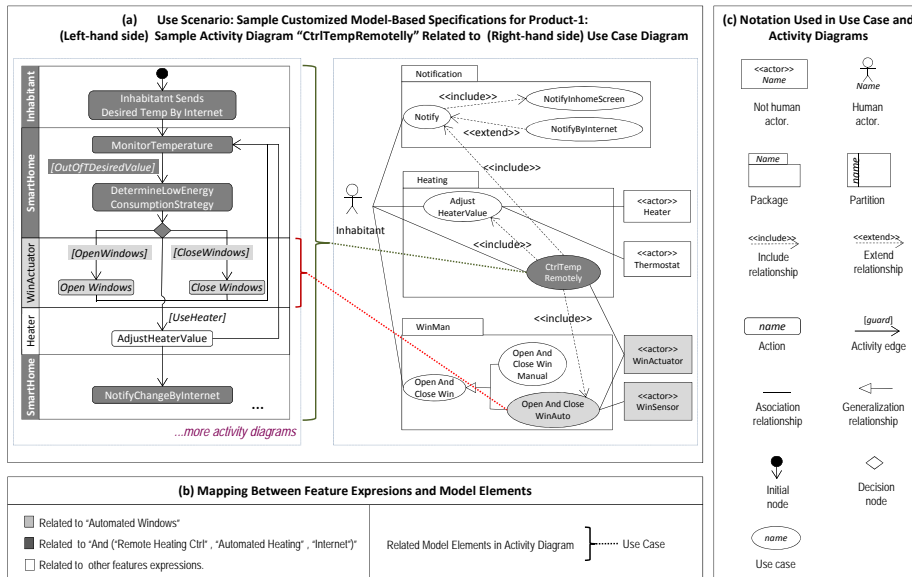 (a) Use Scenario: Sample Customized Model-Based Specifications for Product-1:
(Left-hand side) Sample Activity Diagram "CtrlTempRemotelly" Related to (Right-hand side) Use Case Diagram
Inhabitant
Inhabitatnt Sends
Desired Temp By Internet
SmartHome
MonitorTemperature
[OutOfTDesiredValue]
DetermineLowEnergy
ConsumptionStrategy
WinActuator
[OpenWindows]
[CloseWindows]
Open Windows
Close Windows
Heater
[UseHeater]
AdjustHeaterValue
SmartHome
NotifyChangeByInternet
...
...more activity diagrams
Notification
<<include>>
NotifyInhomeScreen
Notify
<<extend>>
NotifyByInternet
<<include>>
Heating
Adjust
HeaterValue
<<actor>>
Heater
Inhabitant
<<include>>
<<actor>>
Thermostat
CtrlTemp
Remotely
<<include>>
WinMan
Open And
Close Win
Manual
<<actor>>
WinActuator
Open And
Close Win
Open And Close
WinAuto
<<actor>>
WinSensor
(b) Mapping Between Feature Expresions and Model Elements
Related to "Automated Windows"
Related to "And ("Remote Heating Ctrl" , "Automated Heating" , "Internet")"
Related to other features expressions.
Related Model Elements in Activity Diagram
Use Case
(c) Notation Used in Use Case and
Activity Diagrams
<<actor>>
Name
Name
Not human
actor.
Human
actor.
Name
name
Package
Partition
<<include>>
<<extend>>
Include
relationship
Extend
relationship
name
[guard]
Action
Activity edge
Asociation
relationship
Generalization
relationship
Initial
node
Decision
node
name
Use case